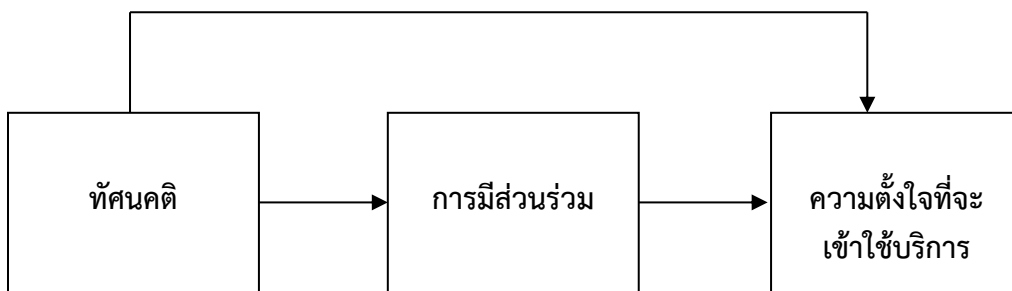 ทัศนคติ
การมีส่วนร่วม
ความตั้งใจที่จะ
เข้าใช้บริการ